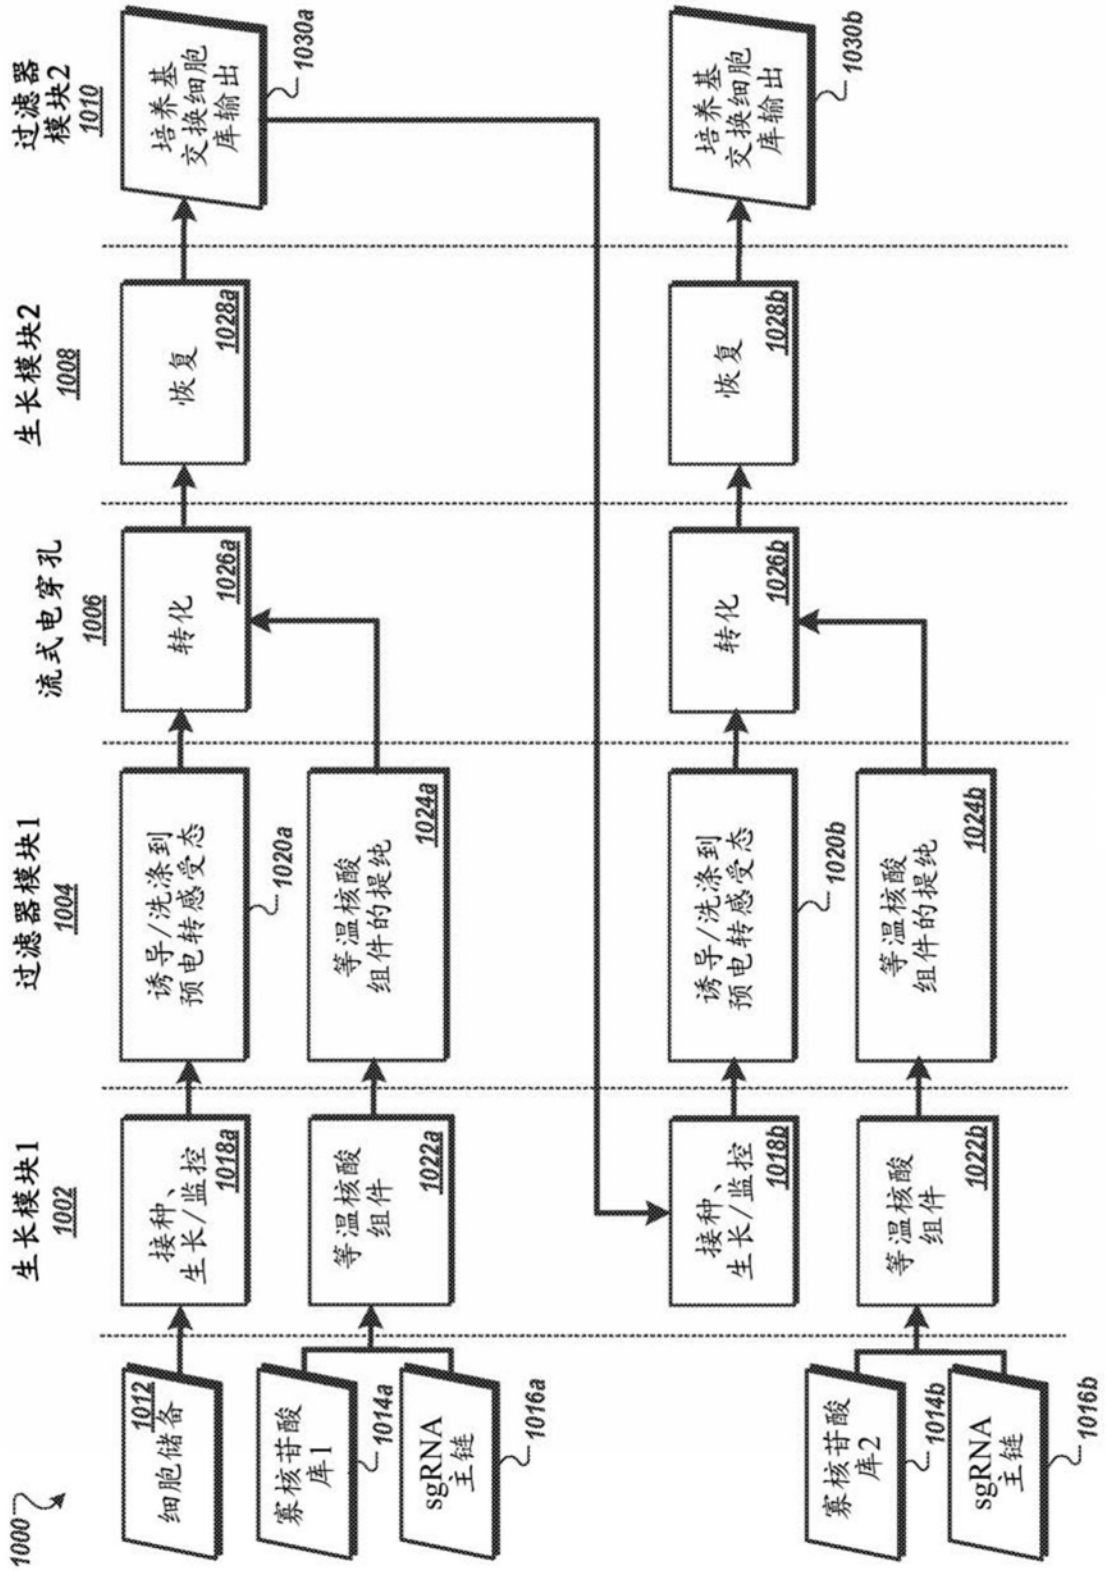 1000
生长模块1
1002
过滤器模块1
1004
流式电穿孔
1006
生长模块2
1008
过滤器
模块2
1010
细胞储备
1012
接种、
生长/监控
1018a
诱导/洗涤到
预电转感受态
1020a
转化
1026a
恢复
1028a
培养基
交换细胞
库输出
1030a
寡核苷酸
库1
1014a
sgRNA
主链
1016a
等温核酸
组件
1022a
等温核酸
组件的提纯
1024a
接种、
生长/监控
1018b
诱导/洗涤到
预电转感受态
1020b
转化
1026b
恢复
1028b
培养基
交换细胞
库输出
1030b
寡核苷酸
库2
1014b
sgRNA
主链
1016b
等温核酸
组件
1022b
等温核酸
组件的提纯
1024b